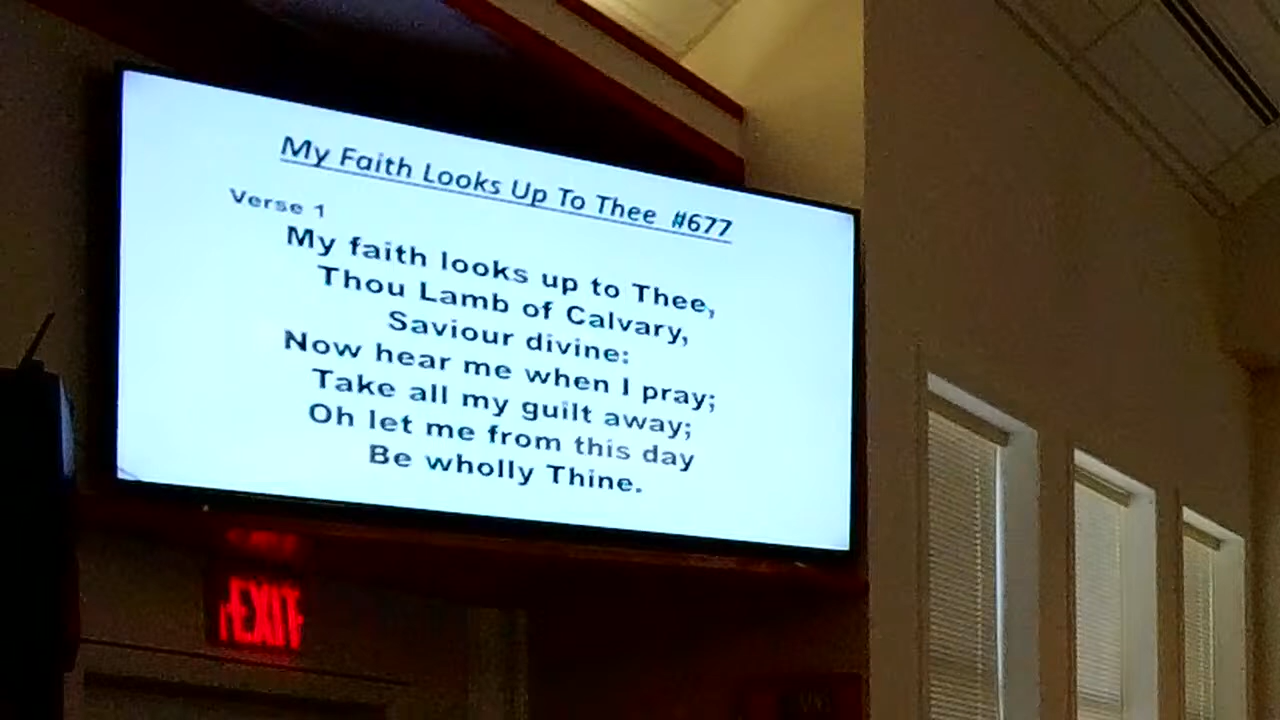 My Faith Looks Up To Thee #677
Verse 1
My faith looks up to Thee,
Thou Lamb of Calvary,
Saviour divine:
Now hear me when I pray;
Take all my guilt away;
Oh let me from this day
Be wholly Thine.
EXIT